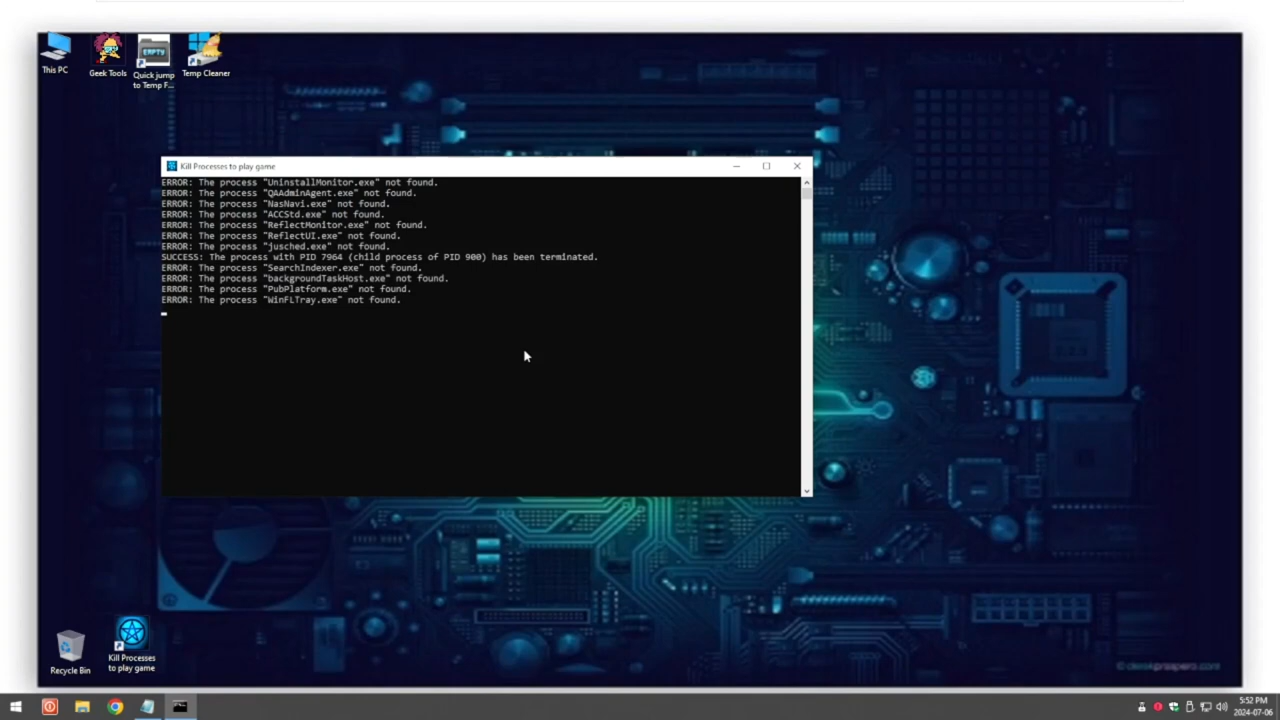 This PC
Geek Tools
Quick jump
to Temp F...
EMPTY
Temp Cleaner
Kill Processes to play game
ERROR: The process "UninstallMonitor.exe" not found.
ERROR: The process "QAAdminAgent.exe" not found.
ERROR: The process "NasNavi.exe" not found.
ERROR: The process "ACCStd.exe" not found.
ERROR: The process "ReflectMonitor.exe" not found.
ERROR: The process "ReflectUI.exe" not found.
ERROR: The process "jusched.exe" not found.
SUCCESS: The process with PID 7964 (child process of PID 900) has been terminated.
ERROR: The process "SearchIndexer.exe" not found.
ERROR: The process "backgroundTaskHost.exe" not found.
ERROR: The process "PubPlatform.exe" not found.
ERROR: The process "WinFLTray.exe" not found.
Recycle Bin
Kill Processes
to play game
5:52 PM
2024-07-06